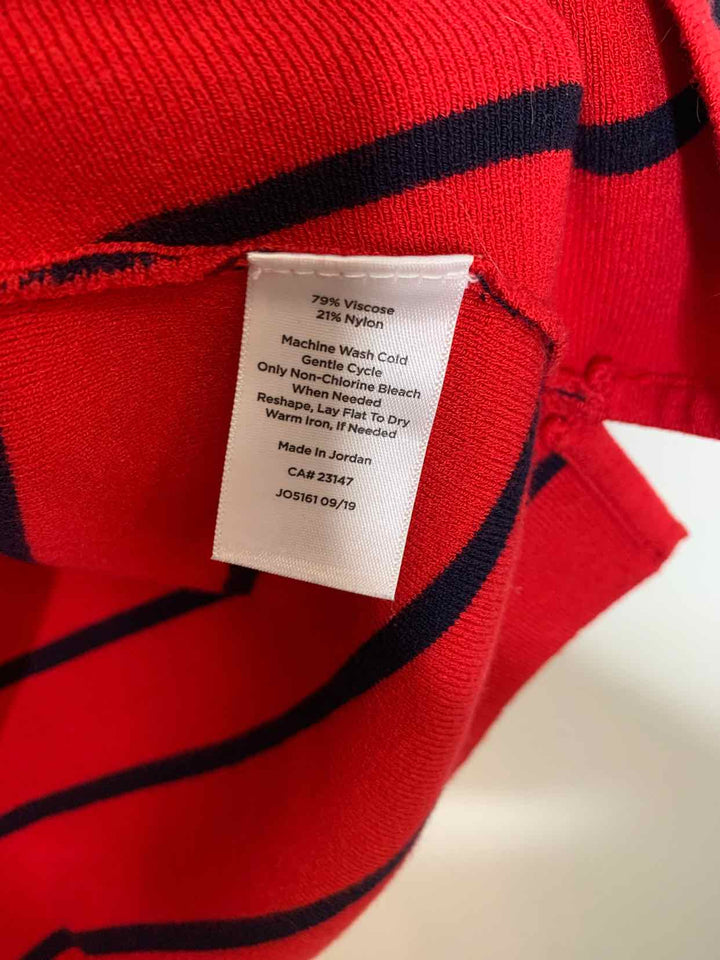 79% Viscose
21% Nylon
Machine Wash Cold
Gentle Cycle
Only Non-Chlorine Bleach
When Needed
Reshape, Lay Flat To Dry
Warm Iron, If Needed
Made In Jordan
CA# 23147
JO5161 09/19